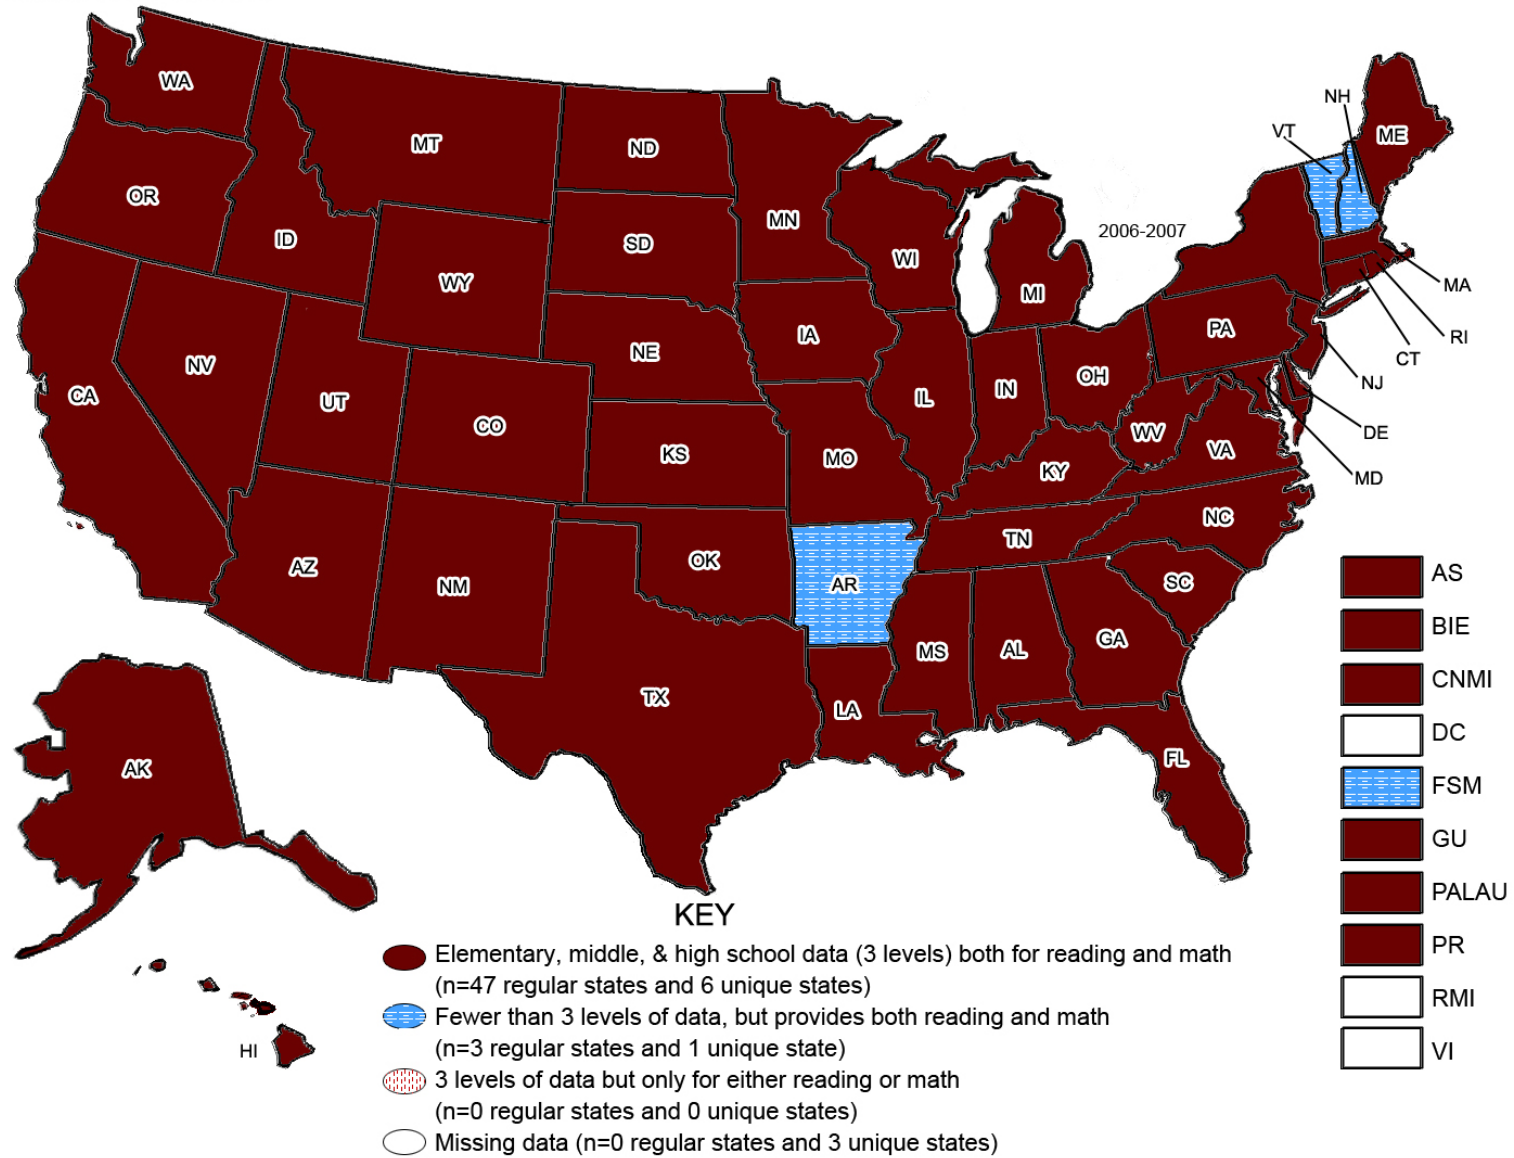 NH
VT
ME
WA
MT
ND
OR
MN
ID
SD
WI
2006-2007
WY
MI
MA
PA
RI
IA
NE
CT
NV
OH
NJ
CA
UT
IL
IN
CO
WV
DE
KS
MO
KY
VA
MD
NC
TN
AZ
NM
OK
AR
SC
AS
MS
AL
GA
BIE
TX
LA
CNMI
DC
FL
AK
FSM
GU
PALAU
PR
RMI
VI
HI
KEY
Elementary, middle, & high school data (3 levels) both for reading and math
(n=47 regular states and 6 unique states)
Fewer than 3 levels of data, but provides both reading and math
(n=3 regular states and 1 unique state)
3 levels of data but only for either reading or math
(n=0 regular states and 0 unique states)
Missing data (n=0 regular states and 3 unique states)